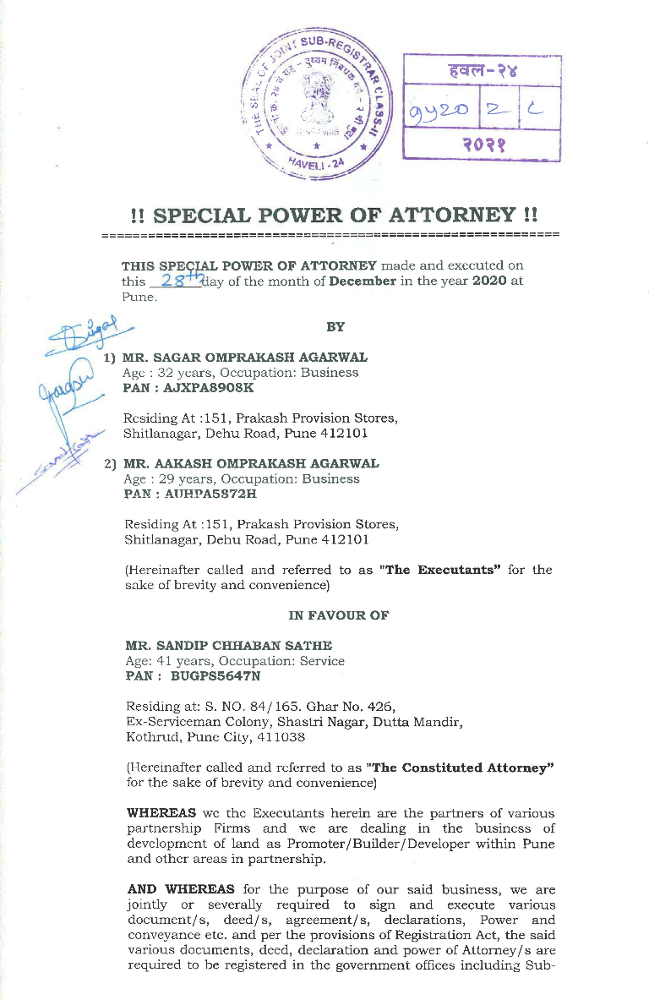 THE SEAL OF JOINT SUB-REGISTRAR CLASS-II
HAVELI - 24
हवल-२४
७५20 2 ८
२०२१
!! SPECIAL POWER OF ATTORNEY !!
THIS SPECIAL POWER OF ATTORNEY made and executed on
this 28th day of the month of December in the year 2020 at
Pune.
BY
1) MR. SAGAR OMPRAKASH AGARWAL
Age : 32 years, Occupation: Business
PAN : AJXPA8908K
Residing At :151, Prakash Provision Stores,
Shitlanagar, Dehu Road, Pune 412101
2) MR. AAKASH OMPRAKASH AGARWAL
Age : 29 years, Occupation: Business
PAN : AUHPA5872H
Residing At :151, Prakash Provision Stores,
Shitlanagar, Dehu Road, Pune 412101
(Hereinafter called and referred to as "The Executants” for the
sake of brevity and convenience)
IN FAVOUR OF
MR. SANDIP CHHABAN SATHE
Age: 41 years, Occupation: Service
PAN : BUGPS5647N
Residing at: S. NO. 84/165. Ghar No. 426,
Ex-Serviceman Colony, Shastri Nagar, Dutta Mandir,
Kothrud, Pune City, 411038
(Hereinafter called and referred to as "The Constituted Attorney”
for the sake of brevity and convenience)
WHEREAS we the Executants herein are the partners of various
partnership Firms and we are dealing in the business of
development of land as Promoter/Builder/Developer within Pune
and other areas in partnership.
AND WHEREAS for the purpose of our said business, we are
jointly or severally required to sign and execute various
document/s, deed/s, agreement/s, declarations, Power and
conveyance etc. and per the provisions of Registration Act, the said
various documents, deed, declaration and power of Attorney/s are
required to be registered in the government offices including Sub-